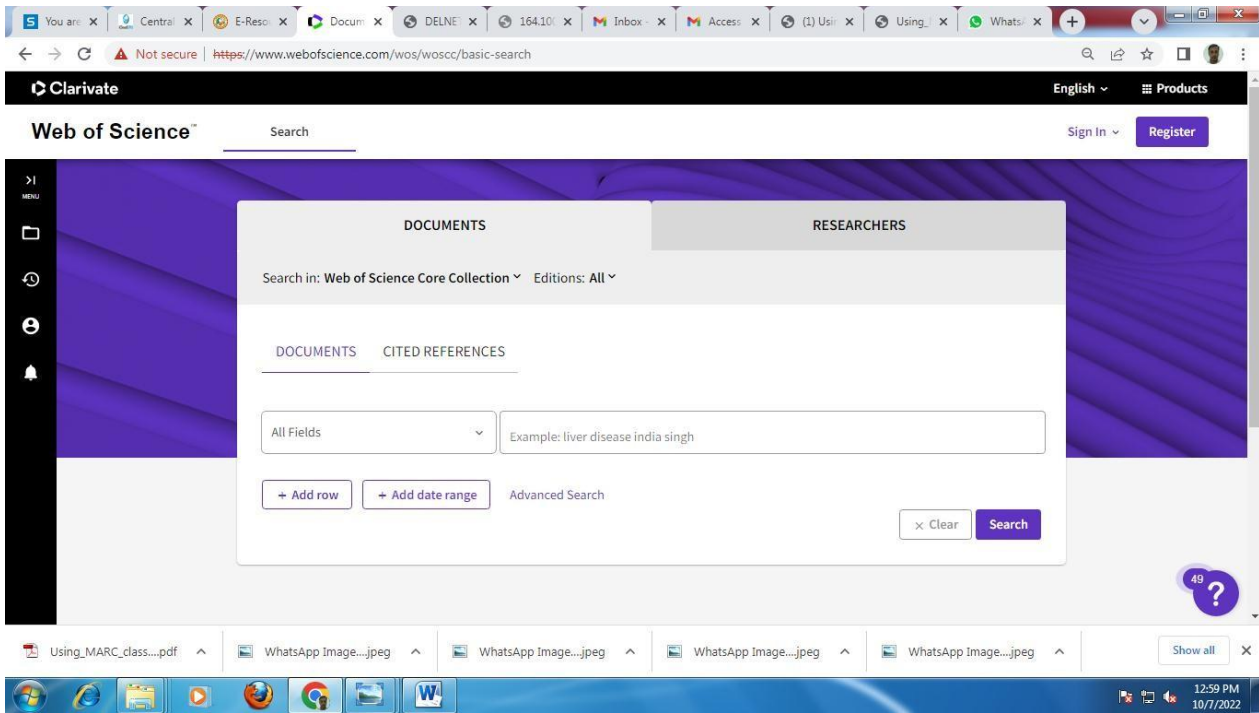 You are
Central
E-Reso
Docum
DELNE
164.10
Inbox -
M Access
(1) Usin
Using_
Whats
Not secure | https://www.webofscience.com/wos/woscc/basic-search
Clarivate
English
Products
Web of Science™
Search
Sign In
Register
MENU
DOCUMENTS
RESEARCHERS
Search in: Web of Science Core Collection Editions: All
DOCUMENTS CITED REFERENCES
All Fields
Example: liver disease india singh
+ Add row
+ Add date range
Advanced Search
× Clear
Search
49
?
Using_MARC_class....pdf
WhatsApp Image....jpeg
WhatsApp Image....jpeg
WhatsApp Image....jpeg
WhatsApp Image....jpeg
Show all
12:59 PM
10/7/2022